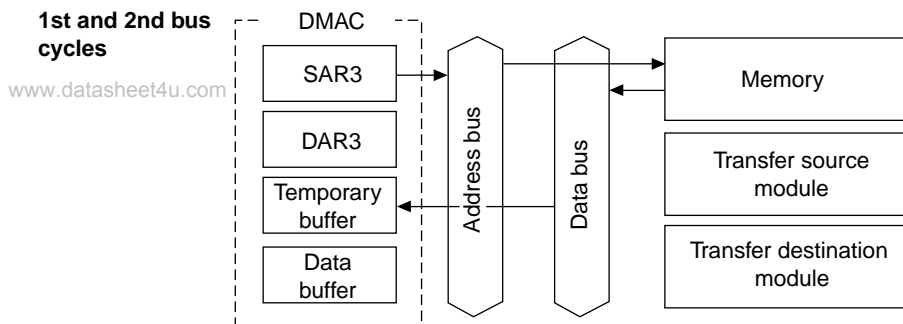 1st and 2nd bus
cycles
www.datasheet4u.com
DMAC
SAR3
DAR3
Temporary
buffer
Data
buffer
Address bus
Data bus
Memory
Transfer source
module
Transfer destination
module